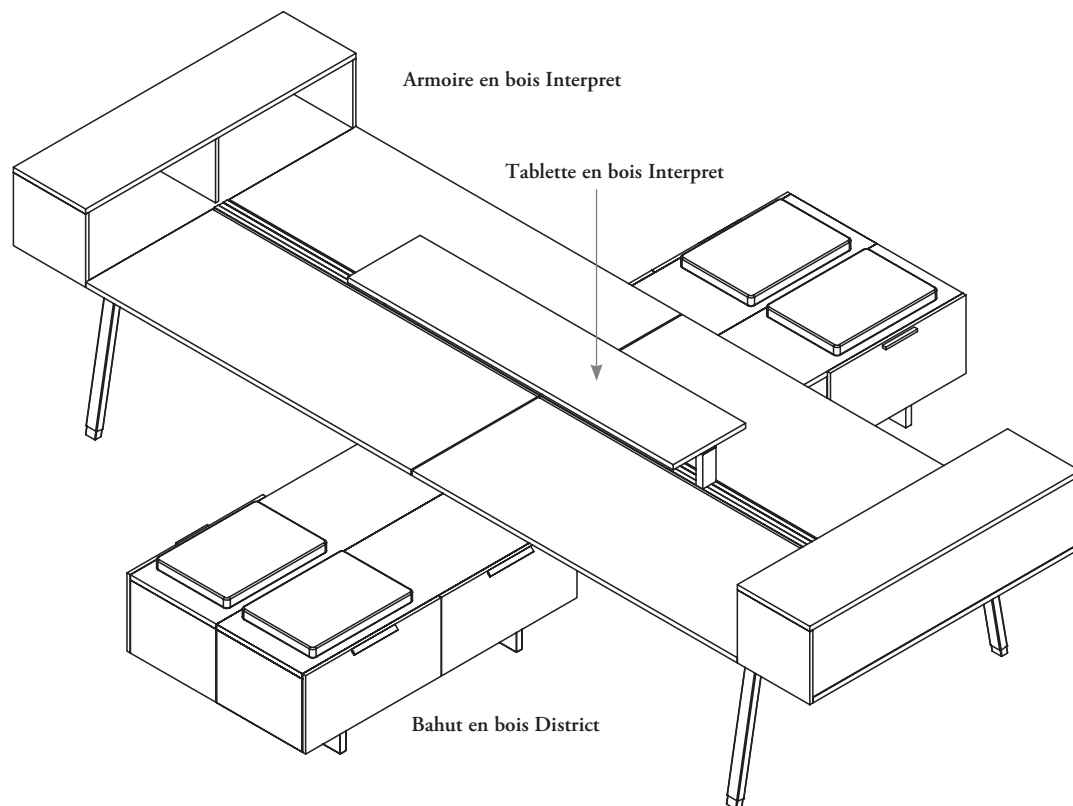 Armoire en bois Interpret
Tablette en bois Interpret
Bahut en bois District